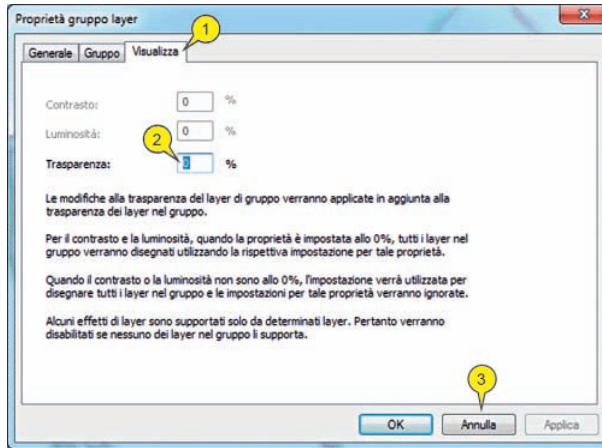 Proprietà gruppo layer
1
Generale Gruppo Visualizza
Contrasto: 0 %
Luminosità: 0 %
2
Trasparenza: 0 %
Le modifiche alla trasparenza del layer di gruppo verranno applicate in aggiunta alla
trasparenza dei layer nel gruppo.
Per il contrasto e la luminosità, quando la proprietà è impostata allo 0%, tutti i layer nel
gruppo verranno disegnati utilizzando la rispettiva impostazione per tale proprietà.
Quando il contrasto o la luminosità non sono allo 0%, l'impostazione verrà utilizzata per
disegnare tutti i layer nel gruppo e le impostazioni per tale proprietà verranno ignorate.
Alcuni effetti di layer sono supportati solo da determinati layer. Pertanto verranno
disabilitati se nessuno dei layer nel gruppo li supporta.
3
OK Annulla Applica